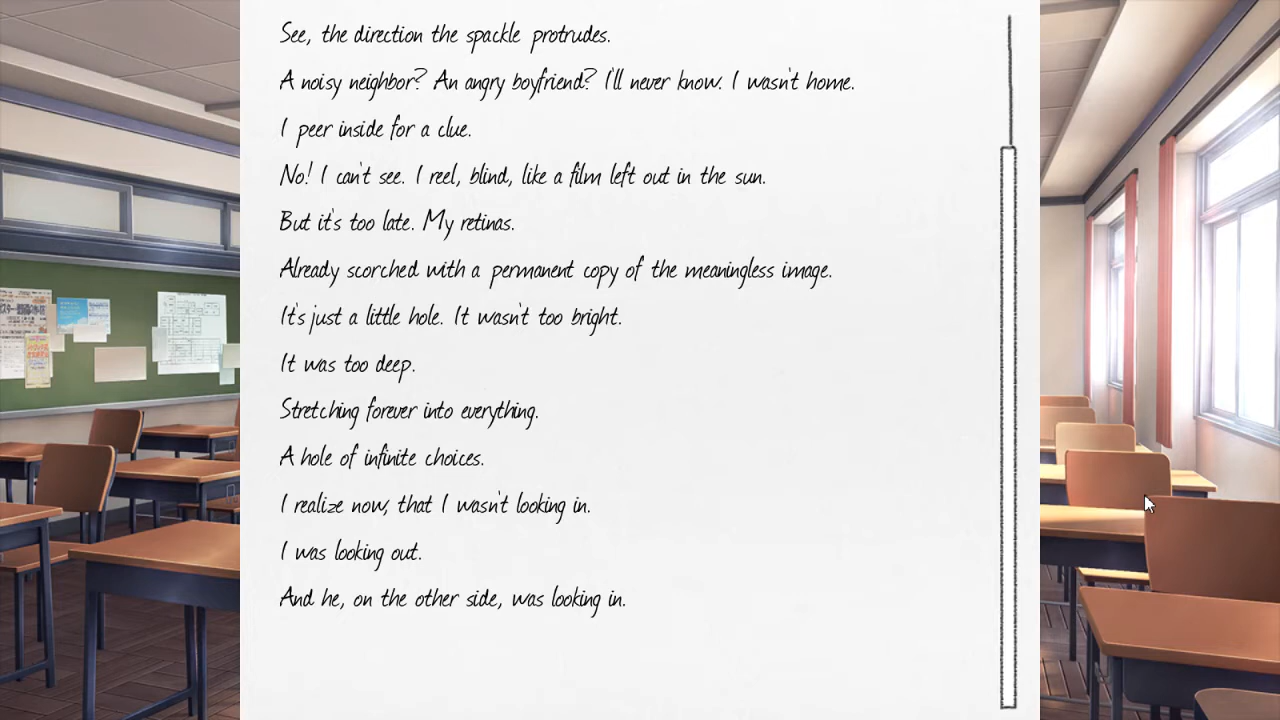 See, the direction the spackle protrudes.
A noisy neighbor? An angry boyfriend? I'll never know. I wasn't home.
I peer inside for a clue.
No! I can't see. I reel, blind, like a film left out in the sun.
But it's too late. My retinas.
Already scorched with a permanent copy of the meaningless image.
It's just a little hole. It wasn't too bright.
It was too deep.
Stretching forever into everything.
A hole of infinite choices.
I realize now, that I wasn't looking in.
I was looking out.
And he, on the other side, was looking in.